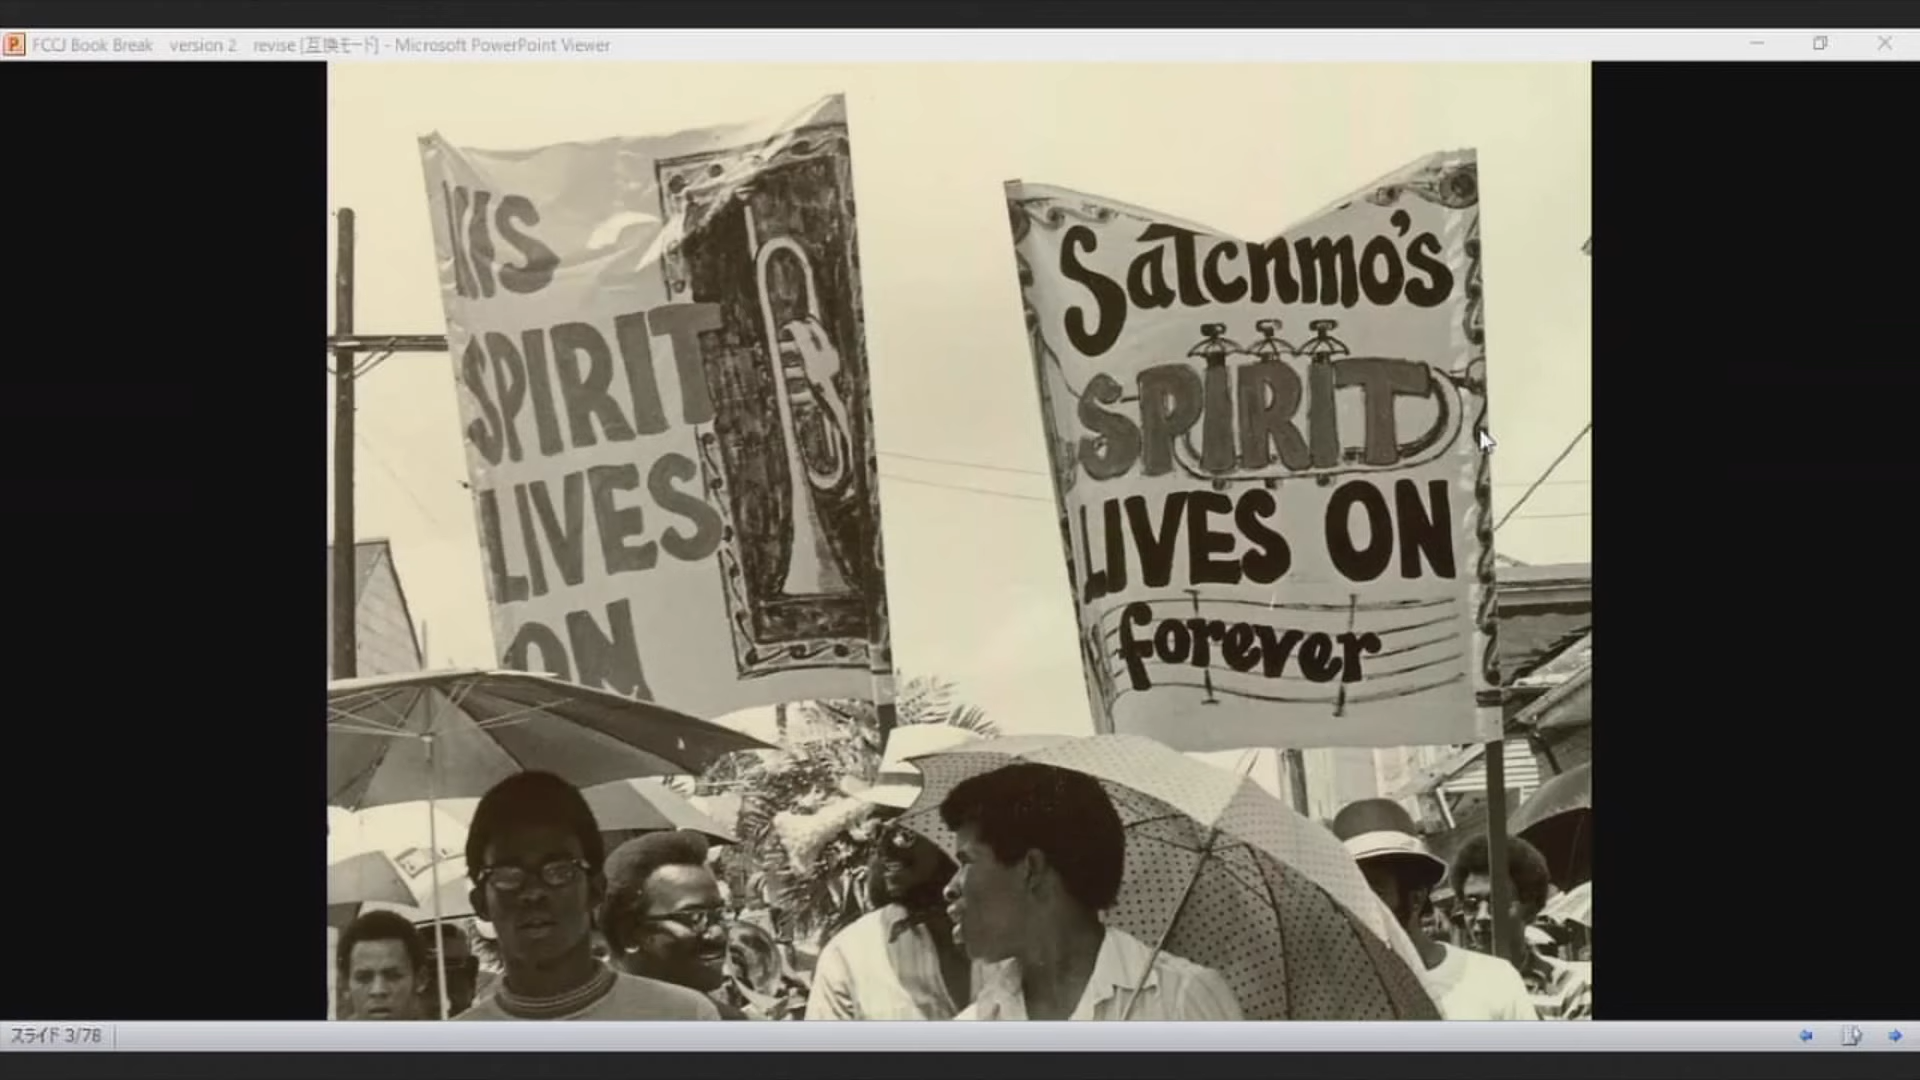 FCCJ Book Break version 2 revise [互換モード] - Microsoft PowerPoint Viewer
HIS
SPIRIT
LIVES
ON
Satchmo's
SPIRIT
LIVES ON
forever
スライド 3/78